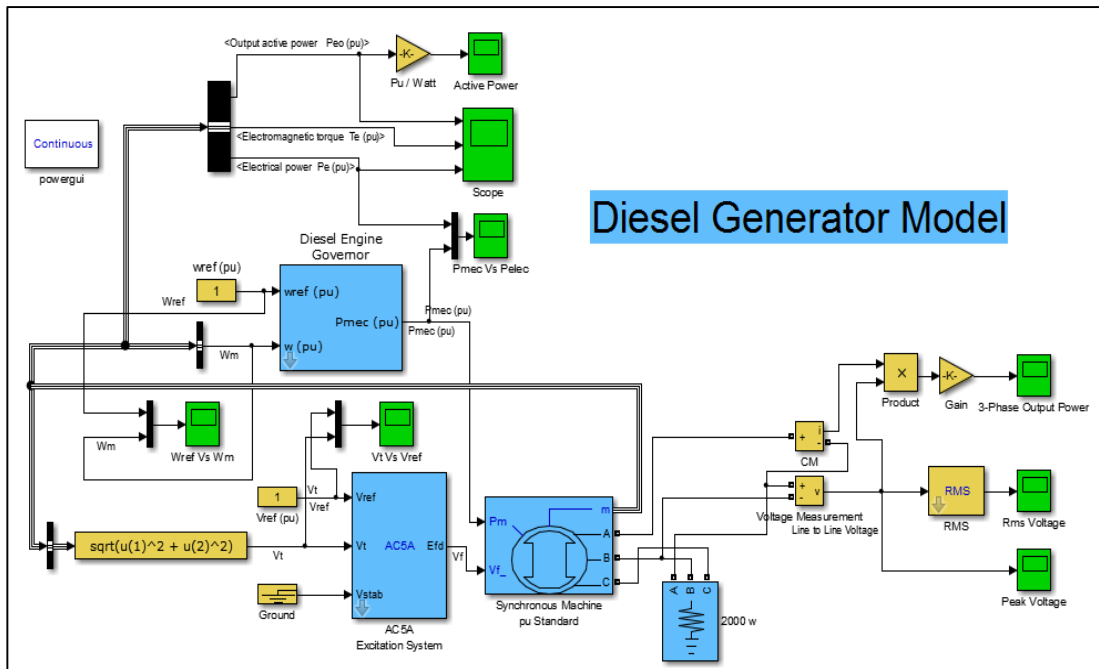 <Output active power   Peo (pu)>
-K-
Pu / Watt
Active Power
Continuous
powergui
<Electromagnetic torque  Te (pu)>
<Electrical power  Pe (pu)>
Scope
Diesel Generator Model
Diesel Engine
Governor
Pmec Vs Pelec
wref (pu)
1
Wref
wref (pu)
Pmec (pu)
w (pu)
Pmec (pu)
Pmec (pu)
Wm
Wm
Wref Vs Wm
Vt Vs Vref
Vt
Vref
1
Vref (pu)
Vref
Vt
AC5A
Efd
Vstab
sqrt(u(1)^2 + u(2)^2)
Vt
Ground
AC5A
Excitation System
Vf
Pm
Vf_
m
A
B
C
Synchronous Machine
pu Standard
A
B
C
2000 w
+
i
-
CM
+
-
v
Voltage Measurement
Line to Line Voltage
X
Product
-K-
Gain
3-Phase Output Power
RMS
RMS
Rms Voltage
Peak Voltage